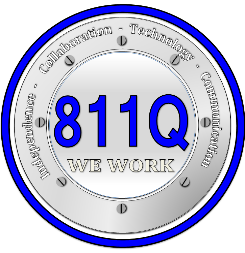 Independence - Collaboration - Technology - Communication
811Q
WE WORK